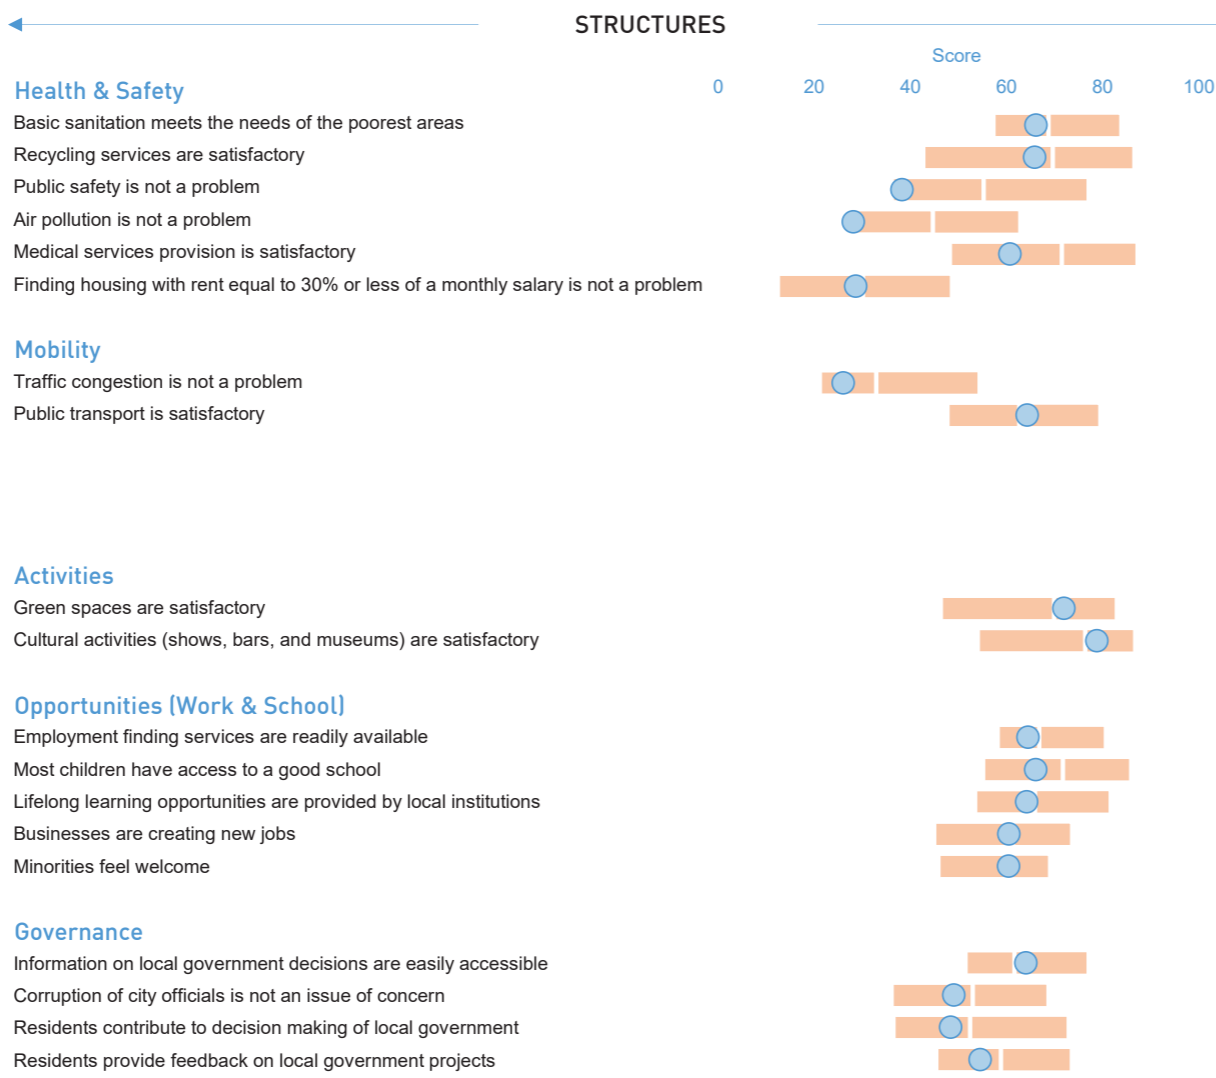 STRUCTURES
Score
0 20 40 60 80 100
Health & Safety
Basic sanitation meets the needs of the poorest areas
Recycling services are satisfactory
Public safety is not a problem
Air pollution is not a problem
Medical services provision is satisfactory
Finding housing with rent equal to 30% or less of a monthly salary is not a problem
Mobility
Traffic congestion is not a problem
Public transport is satisfactory
Activities
Green spaces are satisfactory
Cultural activities (shows, bars, and museums) are satisfactory
Opportunities (Work & School)
Employment finding services are readily available
Most children have access to a good school
Lifelong learning opportunities are provided by local institutions
Businesses are creating new jobs
Minorities feel welcome
Governance
Information on local government decisions are easily accessible
Corruption of city officials is not an issue of concern
Residents contribute to decision making of local government
Residents provide feedback on local government projects